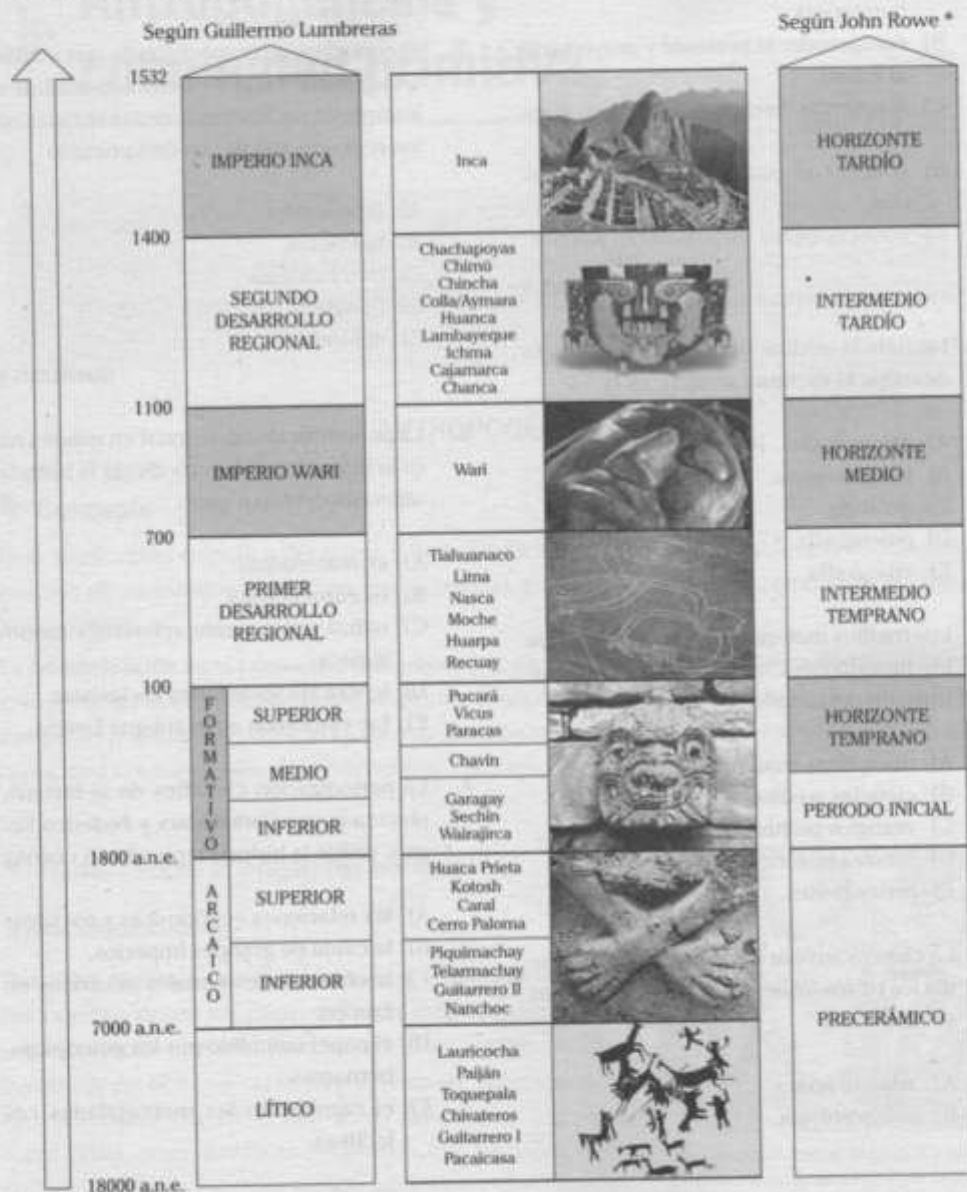 Según Guillermo Lumbreras
Según John Rowe *
1532
IMPERIO INCA
Inca
HORIZONTE
TARDÍO
1400
SEGUNDO
DESARROLLO
REGIONAL
Chachapoyas
Chimú
Chincha
Colla/Aymara
Huanca
Lambayeque
Ichma
Cajamarca
Chanca
INTERMEDIO
TARDÍO
1100
IMPERIO WARI
Wari
HORIZONTE
MEDIO
700
PRIMER
DESARROLLO
REGIONAL
Tiahuanaco
Lima
Nasca
Moche
Huarpa
Recuay
INTERMEDIO
TEMPRANO
100
FORMATIVO
SUPERIOR
Pucará
Vicus
Paracas
HORIZONTE
TEMPRANO
MEDIO
Chavín
INFERIOR
Garagay
Sechín
Wairajirca
PERIODO INICIAL
1800 a.n.e.
ARCAICO
SUPERIOR
Huaca Prieta
Kotosh
Caral
Cerro Paloma
INFERIOR
Piquimachay
Telarmachay
Guitarrero II
Nanchoc
PRECERÁMICO
7000 a.n.e.
LÍTICO
Lauricocha
Paiján
Toquepala
Chivateros
Guitarrero I
Pacaicasa
18000 a.n.e.